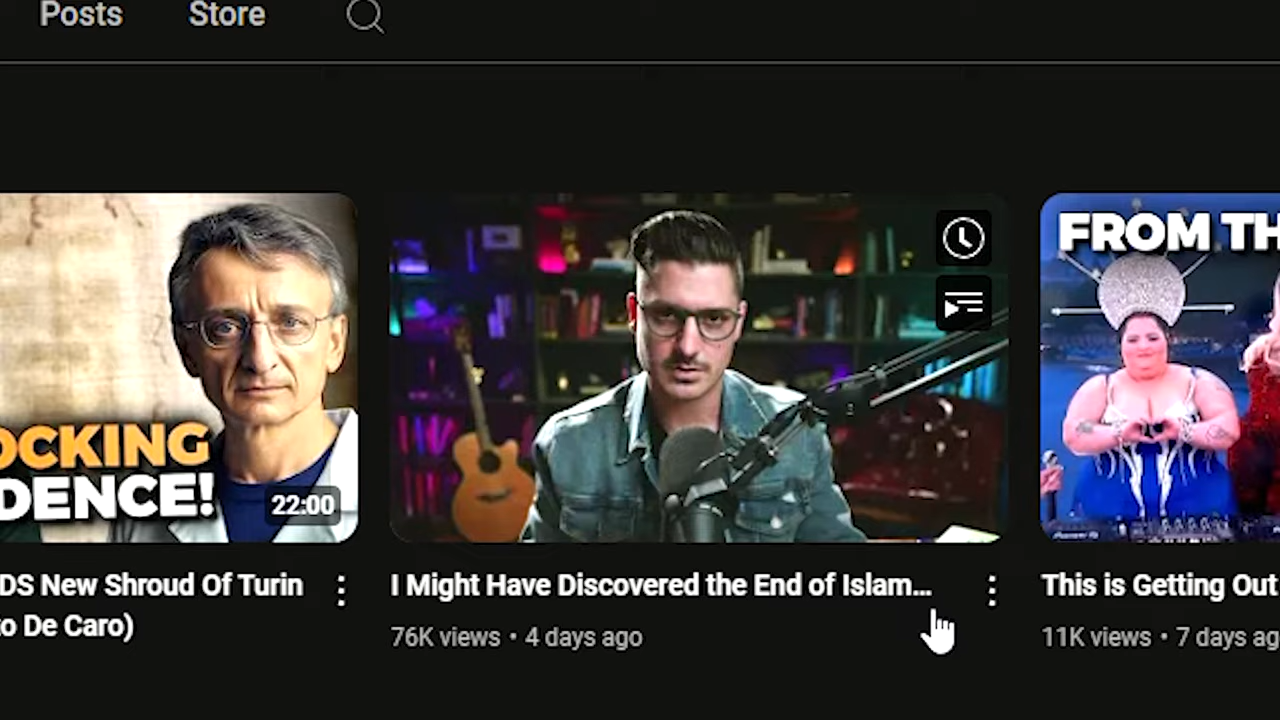 Posts
Store
OCKING
DENCE!
22:00
FROM TH
DS New Shroud Of Turin
to De Caro)
I Might Have Discovered the End of Islam...
76K views • 4 days ago
This is Getting Out
11K views • 7 days ag